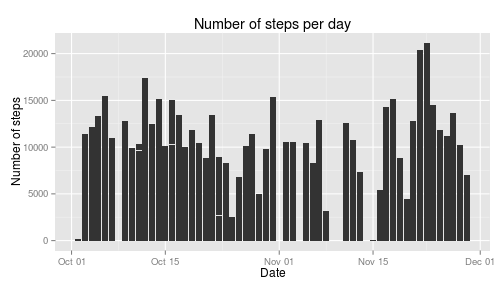 Number of steps per day
Number of steps
20000
15000
10000
5000
0
Oct 01
Oct 15
Nov 01
Nov 15
Dec 01
Date